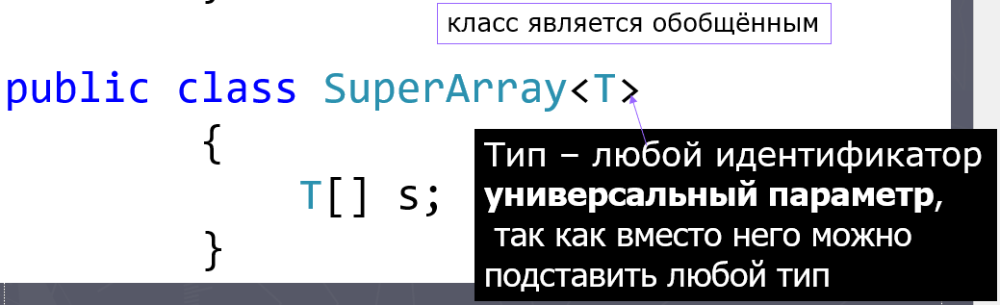 класс является обобщённым
public class SuperArray<T>
{
T[] s;
}
Тип – любой идентификатор
универсальный параметр,
так как вместо него можно
подставить любой тип